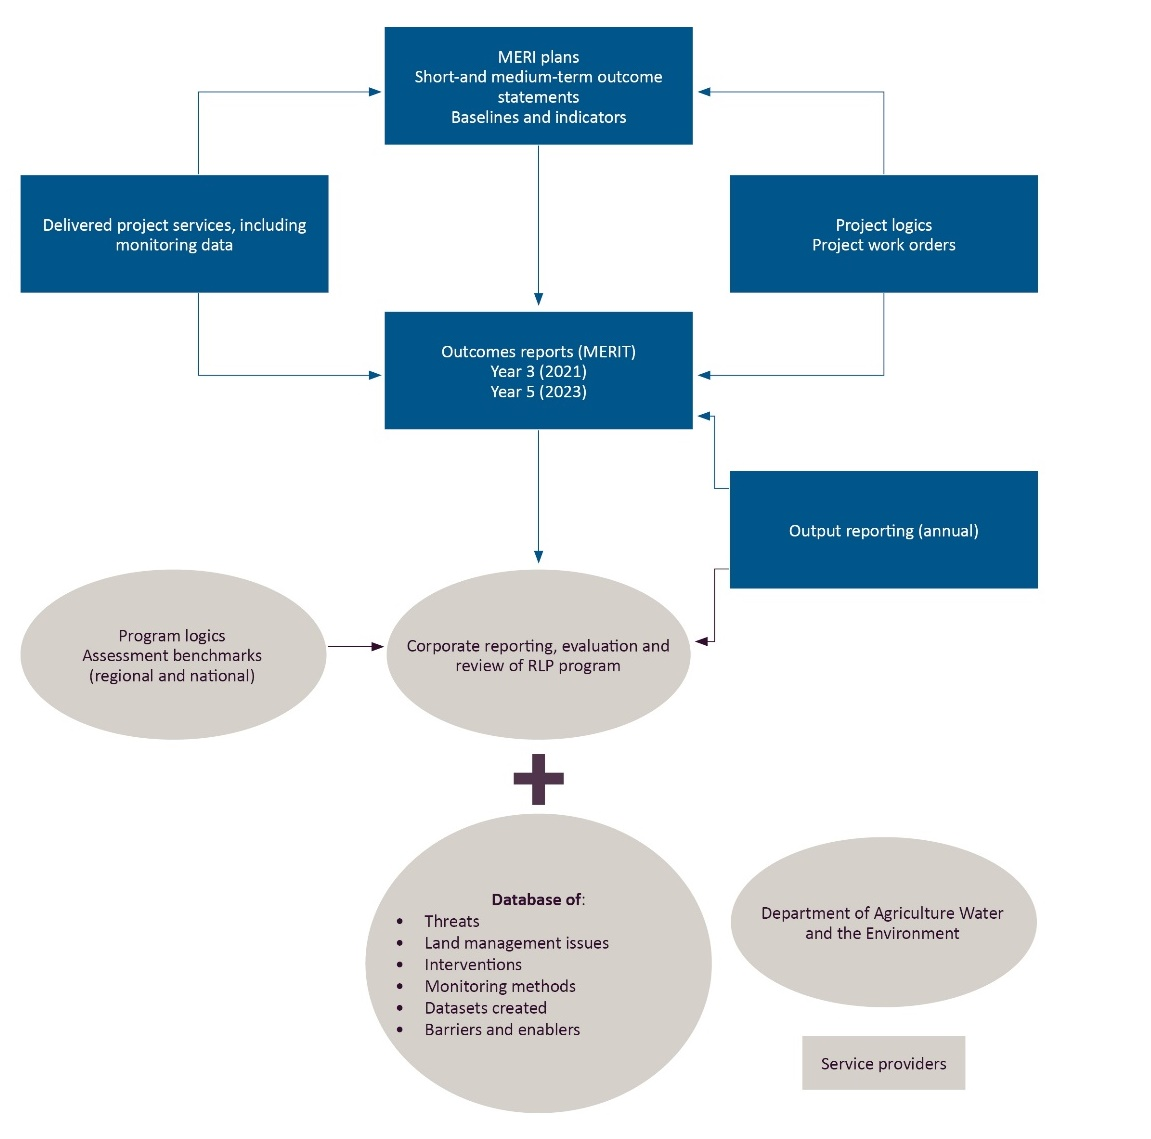 MERI plans
Short-and medium-term outcome
statements
Baselines and indicators
Delivered project services, including
monitoring data
Project logics
Project work orders
Outcomes reports (MERIT)
Year 3 (2021)
Year 5 (2023)
Output reporting (annual)
Program logics
Assessment benchmarks
(regional and national)
Corporate reporting, evaluation and
review of RLP program
Database of:
• Threats
• Land management issues
• Interventions
• Monitoring methods
• Datasets created
• Barriers and enablers
Department of Agriculture Water
and the Environment
Service providers